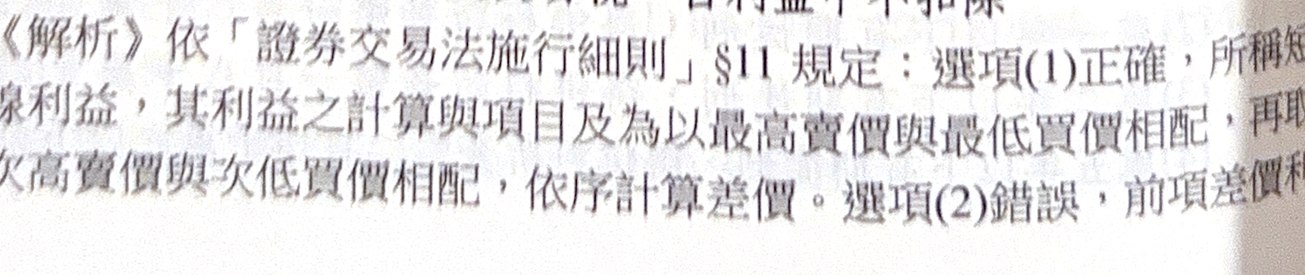 《解析》依「證券交易法施行細則」§11 規定：選項(1)正確，所稱短
線利益，其利益之計算與項目及為以最高賣價與最低買價相配，再取
次高賣價與次低買價相配，依序計算差價。選項(2)錯誤，前項差價利